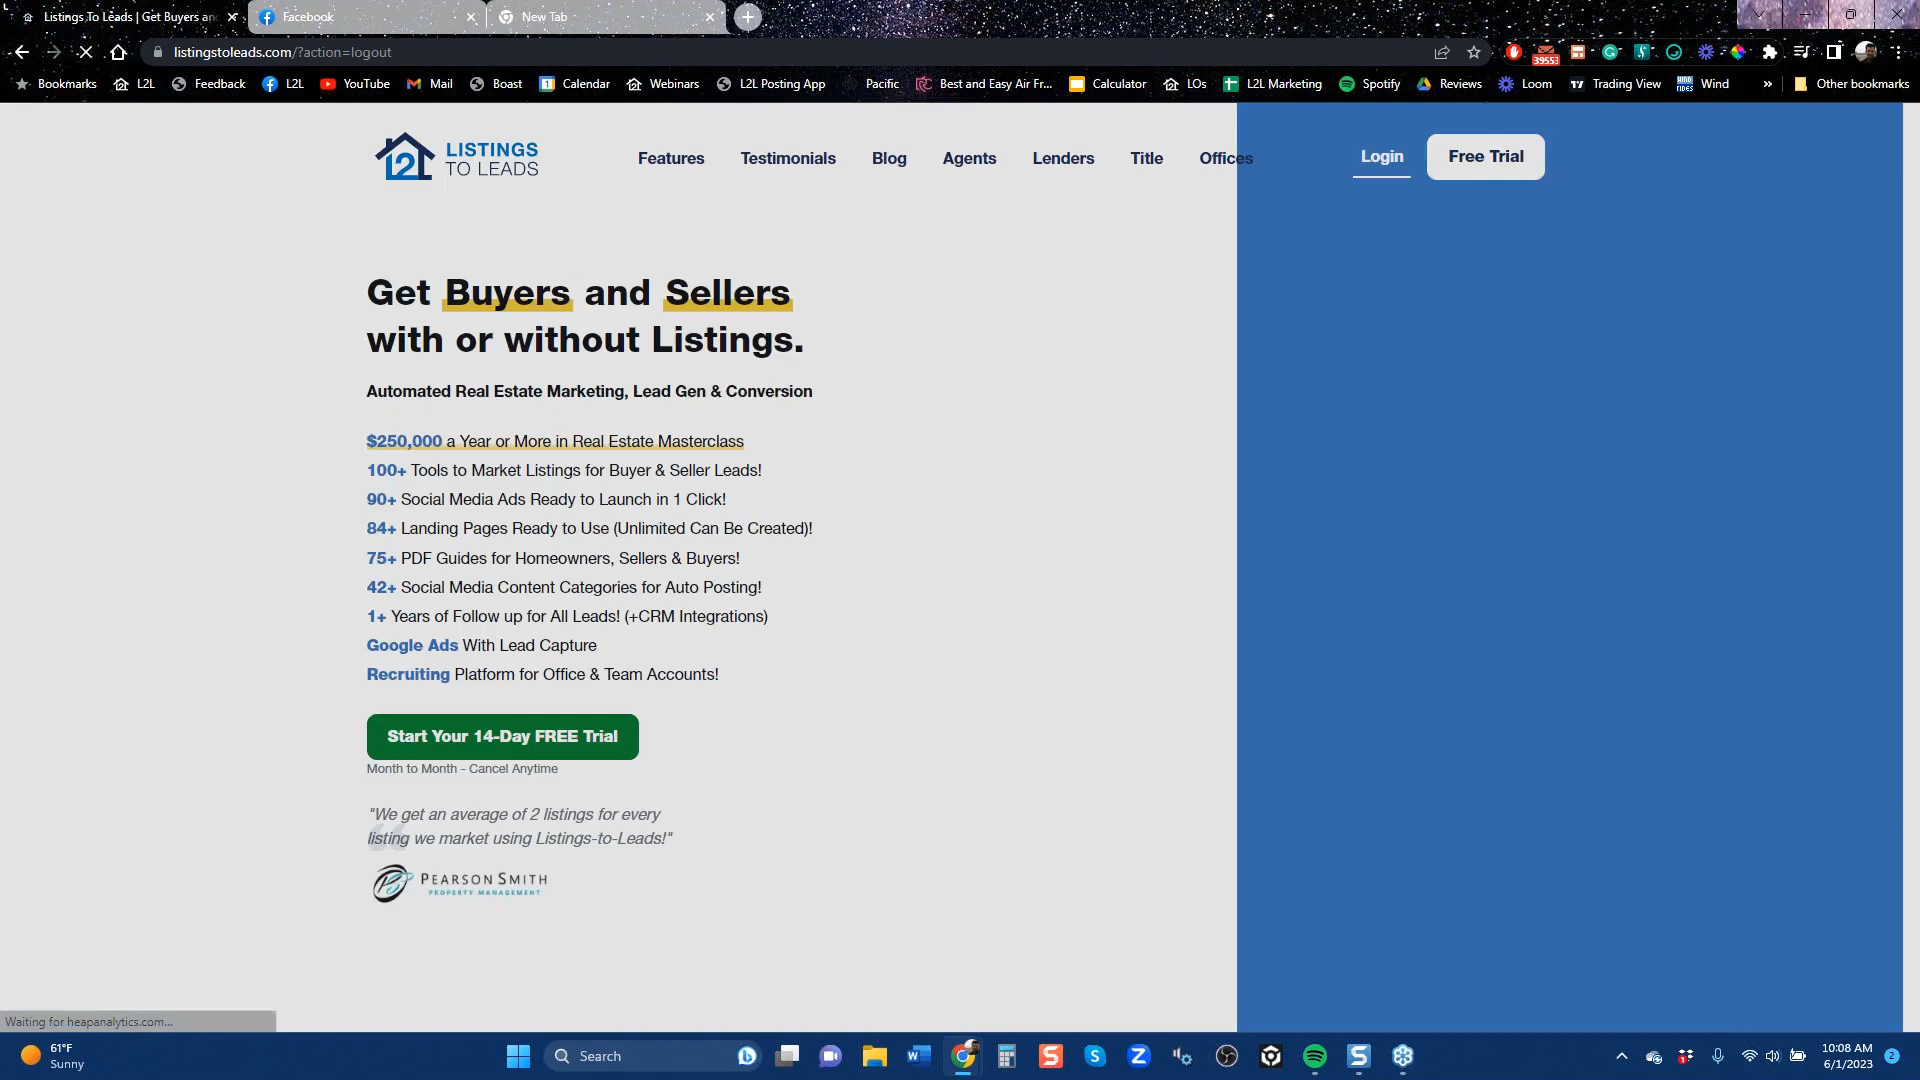 Listings To Leads | Get Buyers an
Facebook
New Tab
listingstoleads.com/?action=logout
39553
Bookmarks
L2L
Feedback
L2L
YouTube
Mail
Boast
Calendar
Webinars
L2L Posting App
Pacific
Best and Easy Air Fr...
Calculator
LOs
L2L Marketing
Spotify
Reviews
Loom
Trading View
Wind
»
Other bookmarks
LISTINGS
TO LEADS
Features
Testimonials
Blog
Agents
Lenders
Title
Offices
Login
Free Trial
Get Buyers and Sellers
with or without Listings.
Automated Real Estate Marketing, Lead Gen & Conversion
$250,000 a Year or More in Real Estate Masterclass
100+ Tools to Market Listings for Buyer & Seller Leads!
90+ Social Media Ads Ready to Launch in 1 Click!
84+ Landing Pages Ready to Use (Unlimited Can Be Created)!
75+ PDF Guides for Homeowners, Sellers & Buyers!
42+ Social Media Content Categories for Auto Posting!
1+ Years of Follow up for All Leads! (+CRM Integrations)
Google Ads With Lead Capture
Recruiting Platform for Office & Team Accounts!
Start Your 14-Day FREE Trial
Month to Month - Cancel Anytime
"We get an average of 2 listings for every
listing we market using Listings-to-Leads!"
PEARSON SMITH
PROPERTY MANAGEMENT
Waiting for heapanalytics.com...
61°F
Sunny
Search
10:08 AM
6/1/2023
2